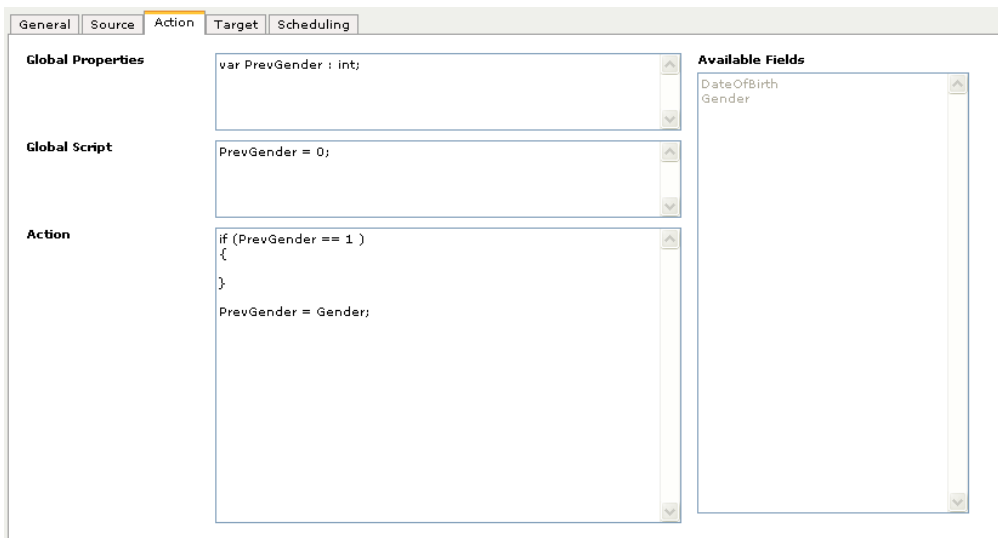 General Source Action Target Scheduling
Global Properties
var PrevGender : int;
Available Fields
DateOfBirth
Gender
Global Script
PrevGender = 0;
Action
if (PrevGender == 1 )
{
}
PrevGender = Gender;